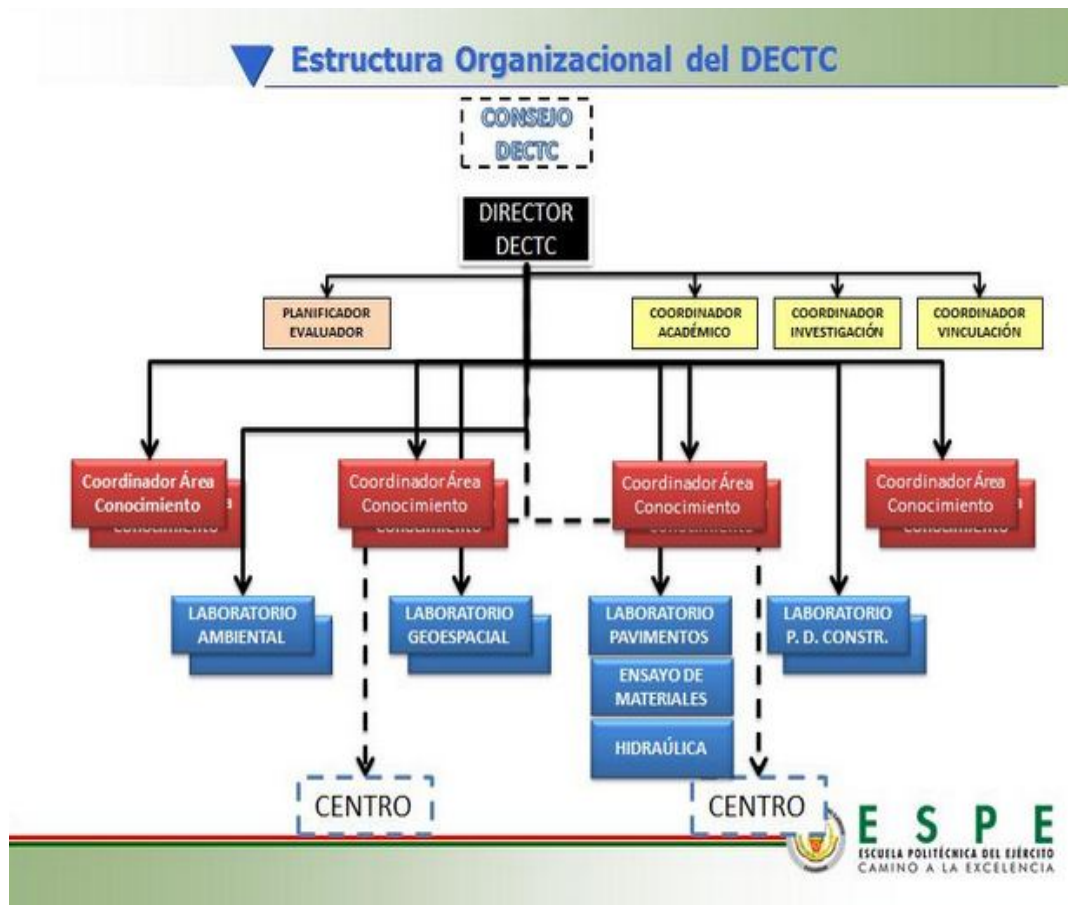 Estructura Organizacional del DECTC
CONSEJO
DECTC
DIRECTOR
DECTC
PLANIFICADOR
EVALUADOR
COORDINADOR
ACADÉMICO
COORDINADOR
INVESTIGACIÓN
COORDINADOR
VINCULACIÓN
Coordinador Área
Conocimiento
Coordinador Área
Conocimiento
Coordinador Área
Conocimiento
Coordinador Área
Conocimiento
LABORATORIO
AMBIENTAL
LABORATORIO
GEOESPACIAL
LABORATORIO
PAVIMENTOS
ENSAYO DE
MATERIALES
HIDRAÚLICA
LABORATORIO
P. D. CONSTR.
CENTRO
CENTRO
ESPE
ESCUELA POLITÉCNICA DEL EJÉRCITO
CAMINO A LA EXCELENCIA